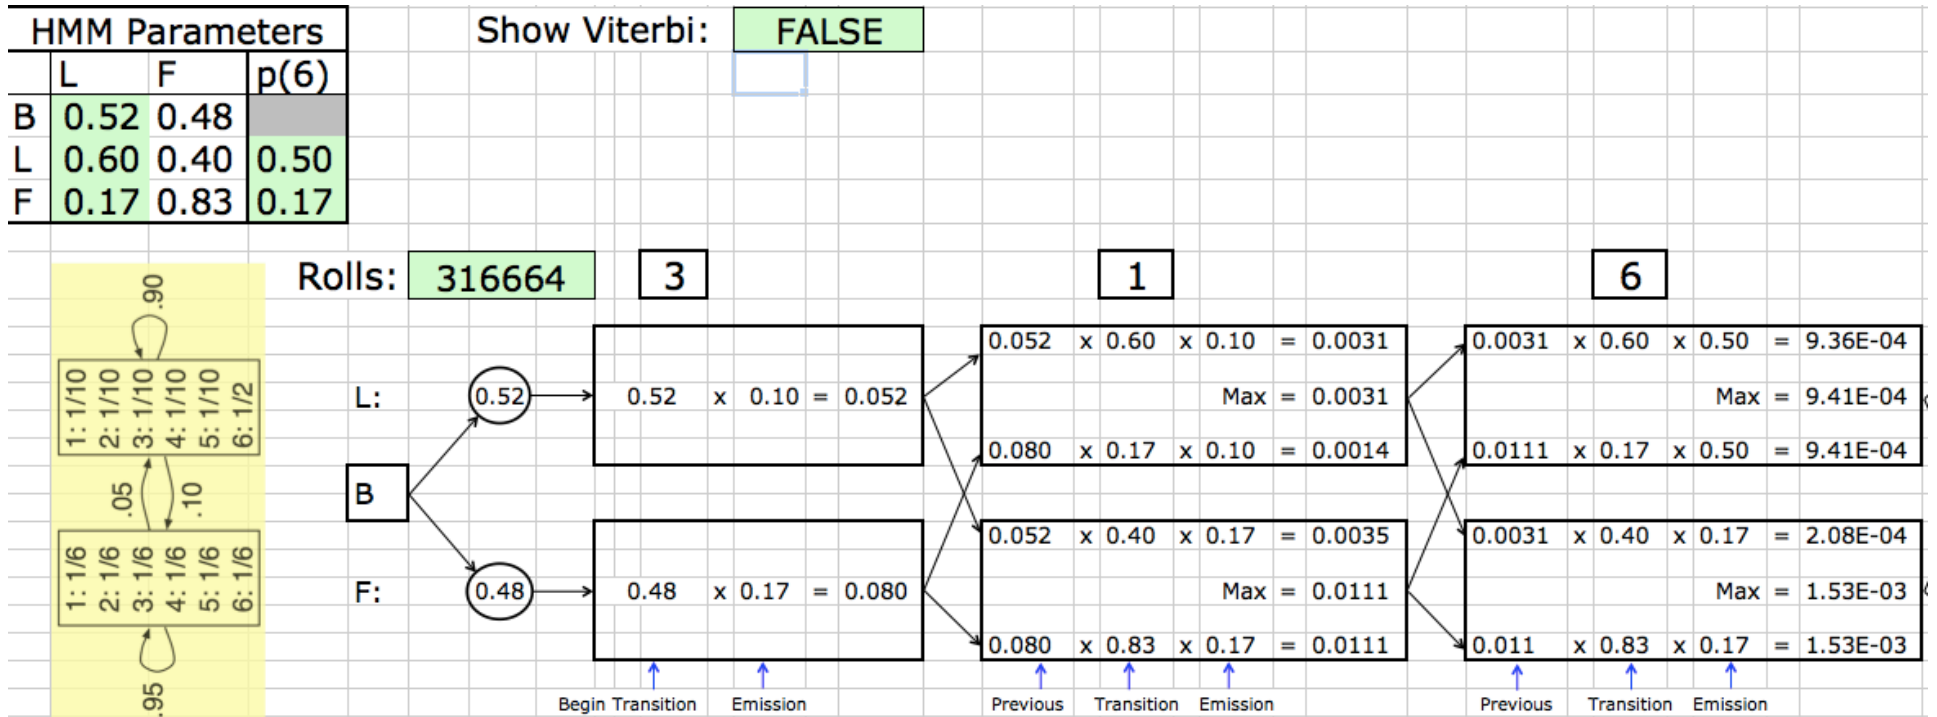 HMM Parameters
Show Viterbi: FALSE
L F p(6)
B 0.52 0.48
L 0.60 0.40 0.50
F 0.17 0.83 0.17
Rolls: 316664 3 1 6
.90
1: 1/10
2: 1/10
3: 1/10
4: 1/10
5: 1/10
6: 1/2
.05
.10
1: 1/6
2: 1/6
3: 1/6
4: 1/6
5: 1/6
6: 1/6
.95
L:
0.52
B
F:
0.48
0.52 x 0.10 = 0.052
0.48 x 0.17 = 0.080
Begin Transition Emission
0.052 x 0.60 x 0.10 = 0.0031
Max = 0.0031
0.080 x 0.17 x 0.10 = 0.0014
0.052 x 0.40 x 0.17 = 0.0035
Max = 0.0111
0.080 x 0.83 x 0.17 = 0.0111
Previous Transition Emission
0.0031 x 0.60 x 0.50 = 9.36E-04
Max = 9.41E-04
0.0111 x 0.17 x 0.50 = 9.41E-04
0.0031 x 0.40 x 0.17 = 2.08E-04
Max = 1.53E-03
0.011 x 0.83 x 0.17 = 1.53E-03
Previous Transition Emission